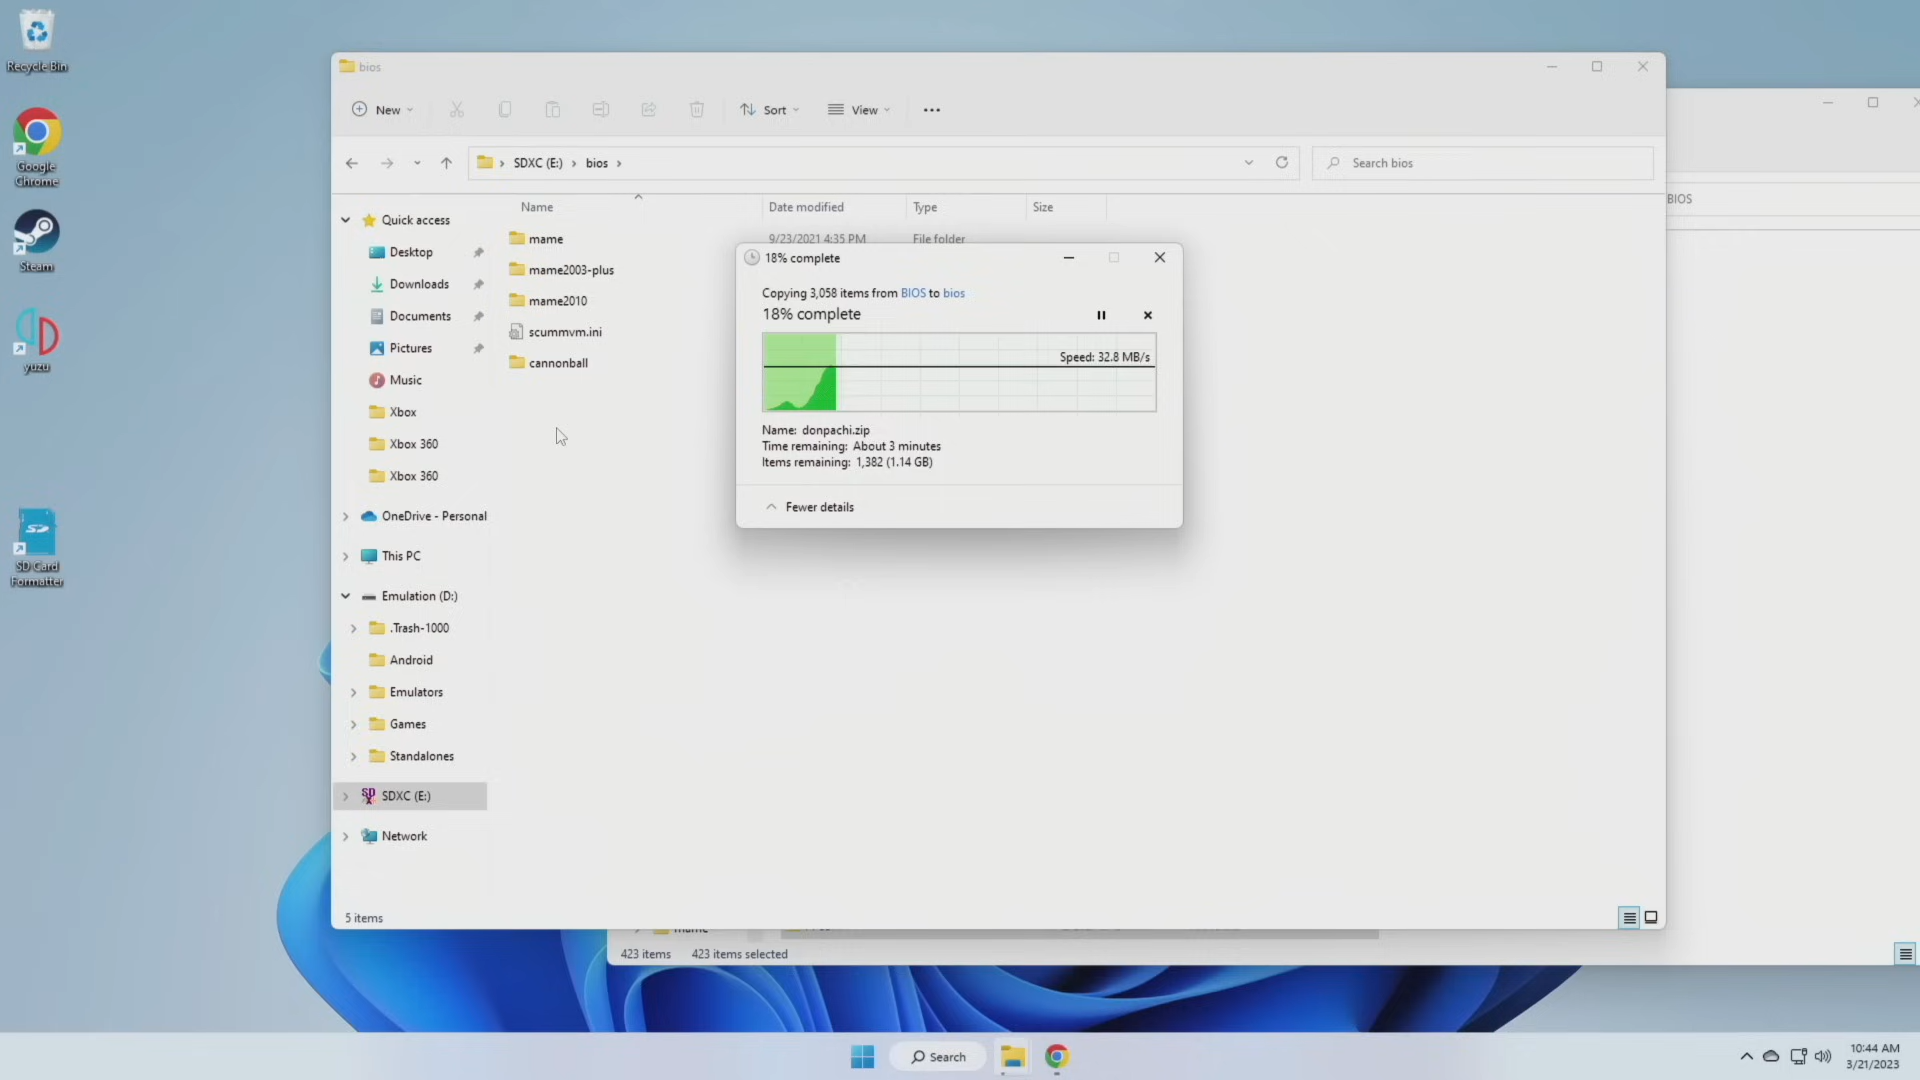 Recycle Bin
Google
Chrome
Steam
yuzu
SD Card
Formatter
bios
New
Sort
View
SDXC (E:)
bios
Search bios
Name
Date modified
Type
Size
Quick access
Desktop
Downloads
Documents
Pictures
Music
Xbox
Xbox 360
Xbox 360
OneDrive - Personal
This PC
Emulation (D:)
.Trash-1000
Android
Emulators
Games
Standalones
SDXC (E:)
Network
mame
9/23/2021 4:35 PM
File folder
mame2003-plus
mame2010
scummvm.ini
cannonball
18% complete
Copying 3,058 items from BIOS to bios
18% complete
Speed: 32.8 MB/s
Name: donpachi.zip
Time remaining: About 3 minutes
Items remaining: 1,382 (1.14 GB)
Fewer details
5 items
BIOS
mame
423 items
423 items selected
Search
10:44 AM
3/21/2023